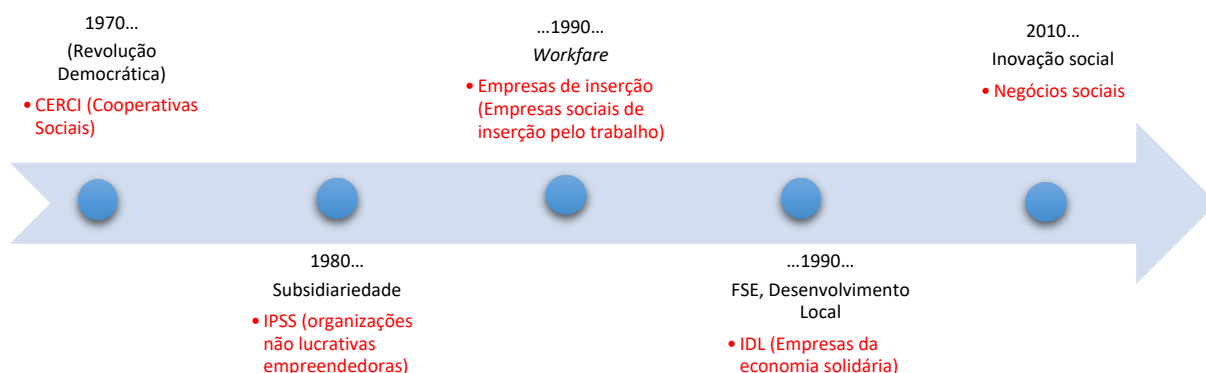 1970...
(Revolução
Democrática)
• CERCI (Cooperativas
Sociais)
...1990...
Workfare
• Empresas de inserção
(Empresas sociais de
inserção pelo trabalho)
2010...
Inovação social
• Negócios sociais
1980...
Subsidiariedade
• IPSS (organizações
não lucrativas
empreendedoras)
...1990...
FSE, Desenvolvimento
Local
• IDL (Empresas da
economia solidária)